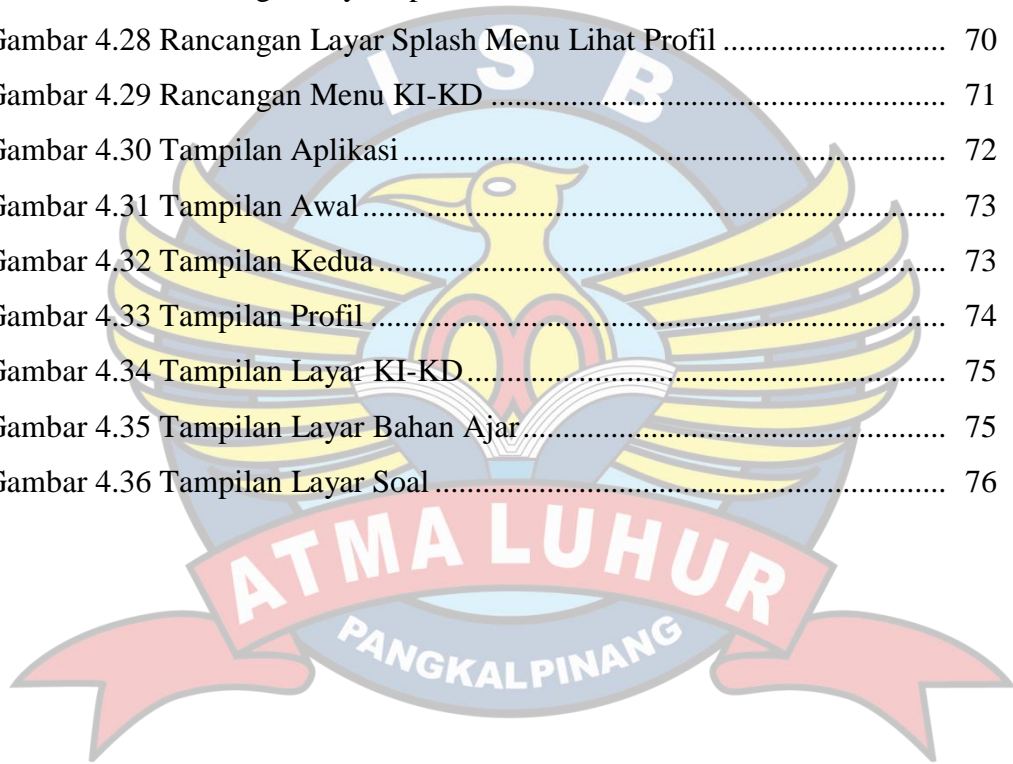 I S B
Gambar 4.28 Rancangan Layar Splash Menu Lihat Profil ................................ 70
Gambar 4.29 Rancangan Menu KI-KD ................................ 71
Gambar 4.30 Tampilan Aplikasi ................................ 72
Gambar 4.31 Tampilan Awal ................................ 73
Gambar 4.32 Tampilan Kedua ................................ 73
Gambar 4.33 Tampilan Profil ................................ 74
Gambar 4.34 Tampilan Layar KI-KD ................................ 75
Gambar 4.35 Tampilan Layar Bahan Ajar ................................ 75
Gambar 4.36 Tampilan Layar Soal ................................ 76
ATMA LUHUR
PANGKALPINANG